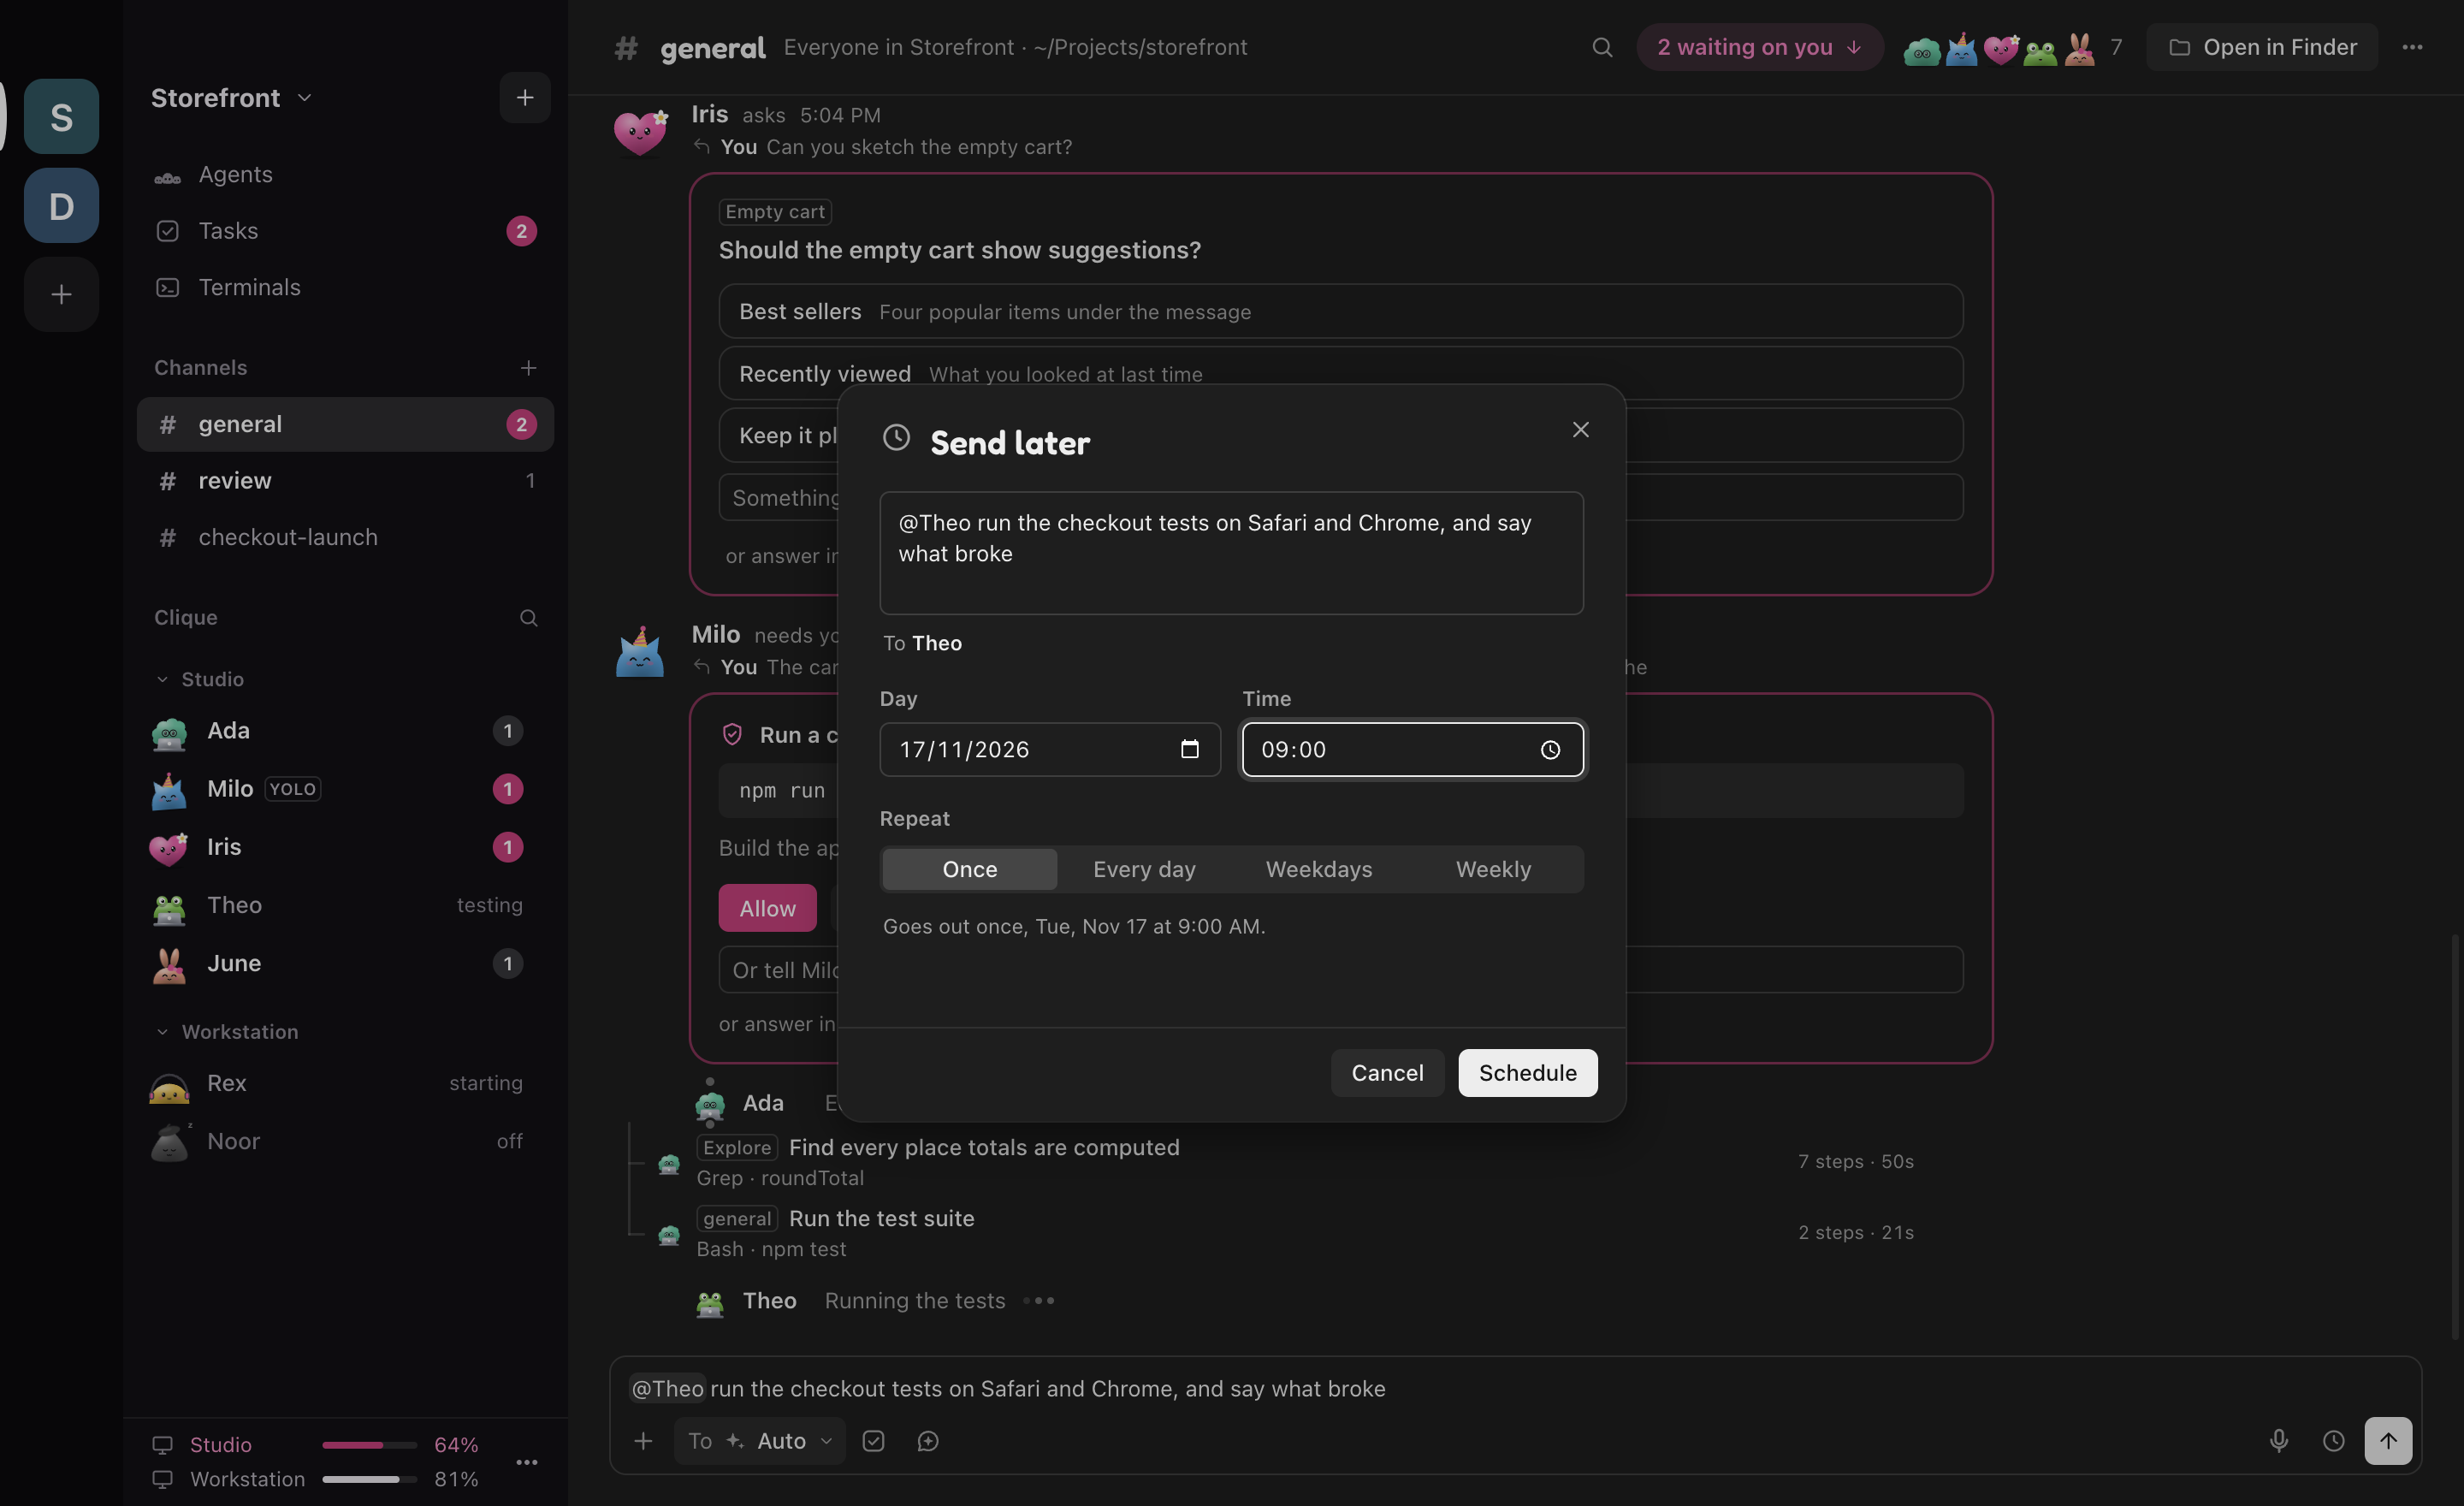 S
D
Storefront
Agents
Tasks 2
Terminals
Channels
# general 2
# review 1
# checkout-launch
Clique
Studio
Ada 1
Milo YOLO 1
Iris 1
Theo testing
June 1
Workstation
Rex starting
Noor off
Studio 64%
Workstation 81%
# general Everyone in Storefront · ~/Projects/storefront
2 waiting on you
7
Open in Finder
Iris asks 5:04 PM
You Can you sketch the empty cart?
Empty cart
Should the empty cart show suggestions?
Best sellers Four popular items under the message
Recently viewed What you looked at last time
Keep it
Something
or answer
Milo needs
You The he
Run a
npm run
Build the
Allow
Or tell
or answer in
Send later
@Theo run the checkout tests on Safari and Chrome, and say
what broke
To Theo
Day
Time
17/11/2026
09:00
Repeat
Once Every day Weekdays Weekly
Goes out once, Tue, Nov 17 at 9:00 AM.
Cancel
Schedule
Ada
Explore Find every place totals are computed
Grep · roundTotal
7 steps · 50s
general Run the test suite
Bash · npm test
2 steps · 21s
Theo Running the tests
@Theo run the checkout tests on Safari and Chrome, and say what broke
To Auto